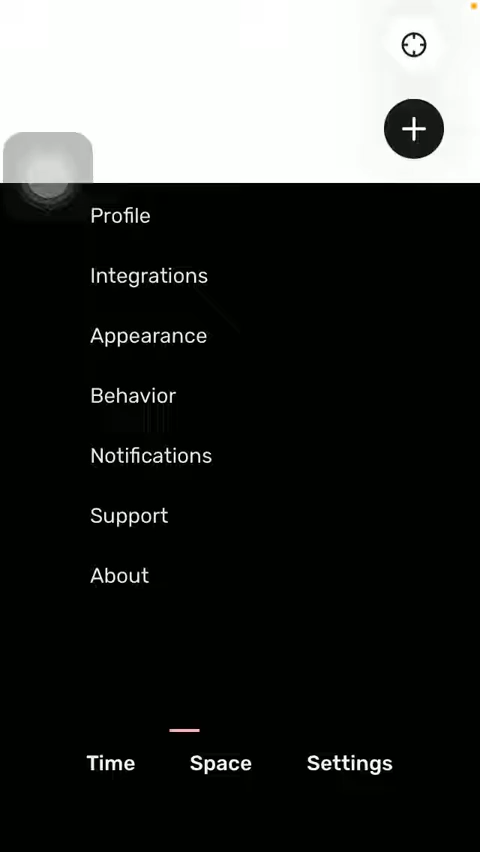 Profile
Integrations
Appearance
Behavior
Notifications
Support
About
Time Space Settings